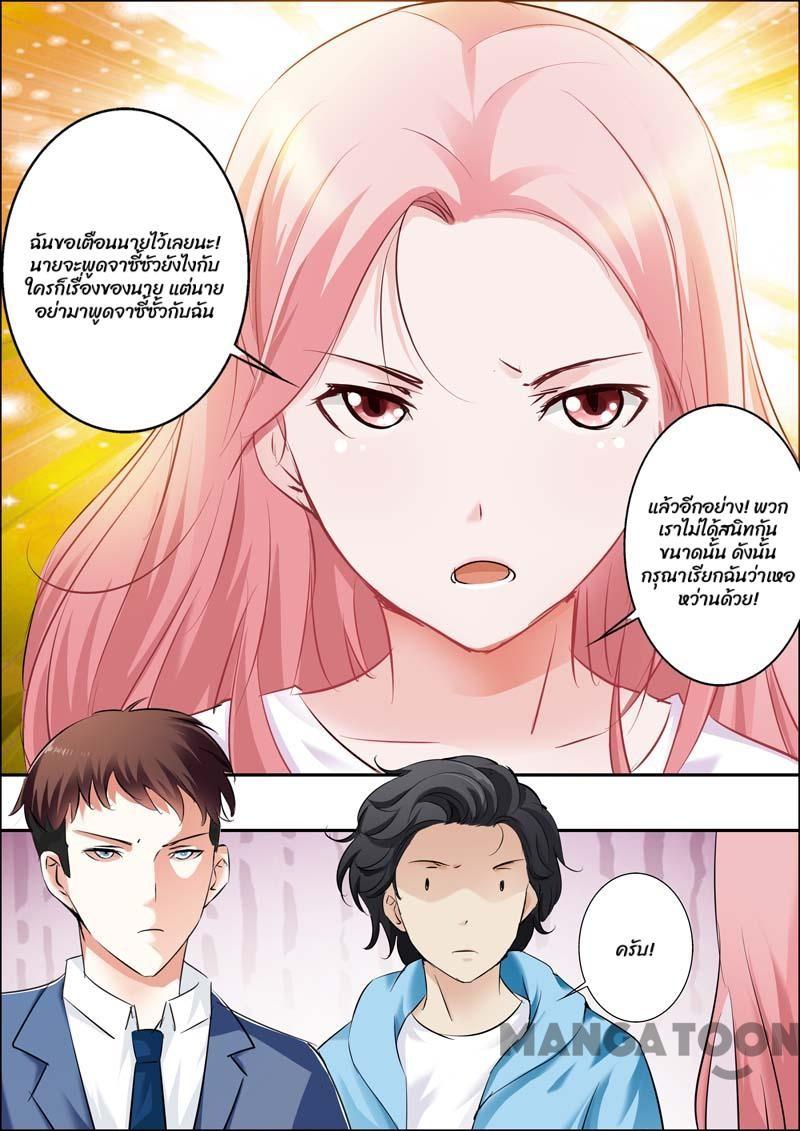 ฉันขอเตือนนายไว้เลยนะ!
นายจะพูดจาซี้ซัวยังไงกับ
ใครก็เรื่องของนาย แต่นาย
อย่ามาพูดจาซี้ซั้วกับฉัน
แล้วอีกอย่าง! พวก
เราไม่ได้สนิทกัน
ขนาดนั้น ดังนั้น
กรุณาเรียกฉันว่าเหอ
หว่านด้วย!
ครับ!
MANGATOON